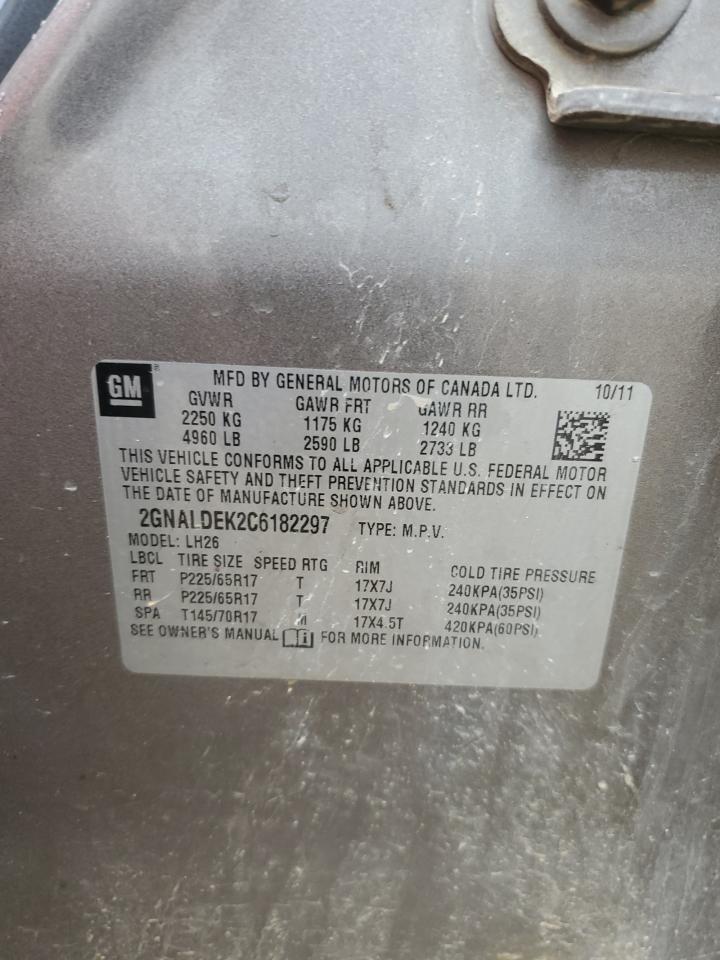 GM MFD BY GENERAL MOTORS OF CANADA LTD. 10/11
GVWR GAWR FRT GAWR RR
2250 KG 1175 KG 1240 KG
4960 LB 2590 LB 2733 LB
THIS VEHICLE CONFORMS TO ALL APPLICABLE U.S. FEDERAL MOTOR
VEHICLE SAFETY AND THEFT PREVENTION STANDARDS IN EFFECT ON
THE DATE OF MANUFACTURE SHOWN ABOVE.
2GNALDEK2C6182297 TYPE: M.P.V.
MODEL: LH26
LBCL TIRE SIZE SPEED RTG RIM COLD TIRE PRESSURE
FRT P225/65R17 T 17X7J 240KPA(35PSI)
RR P225/65R17 T 17X7J 240KPA(35PSI)
SPA T145/70R17 M 17X4.5T 420KPA(60PSI)
SEE OWNER'S MANUAL FOR MORE INFORMATION.